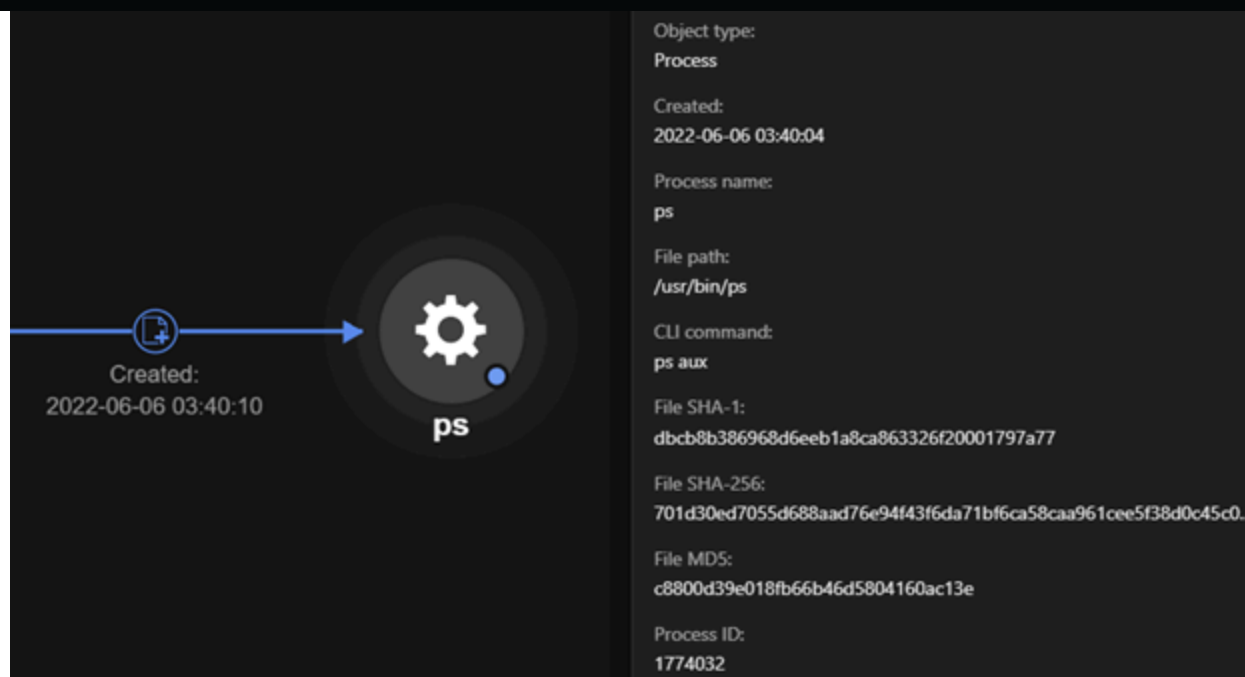 Created:
2022-06-06 03:40:10
ps
Object type:
Process
Created:
2022-06-06 03:40:04
Process name:
ps
File path:
/usr/bin/ps
CLI command:
ps aux
File SHA-1:
dbcb8b386968d6eeb1a8ca863326f20001797a77
File SHA-256:
701d30ed7055d688aad76e94f43f6da71bf6ca58caa961cee5f38d0c45c0..
File MD5:
c8800d39e018fb66b46d5804160ac13e
Process ID:
1774032